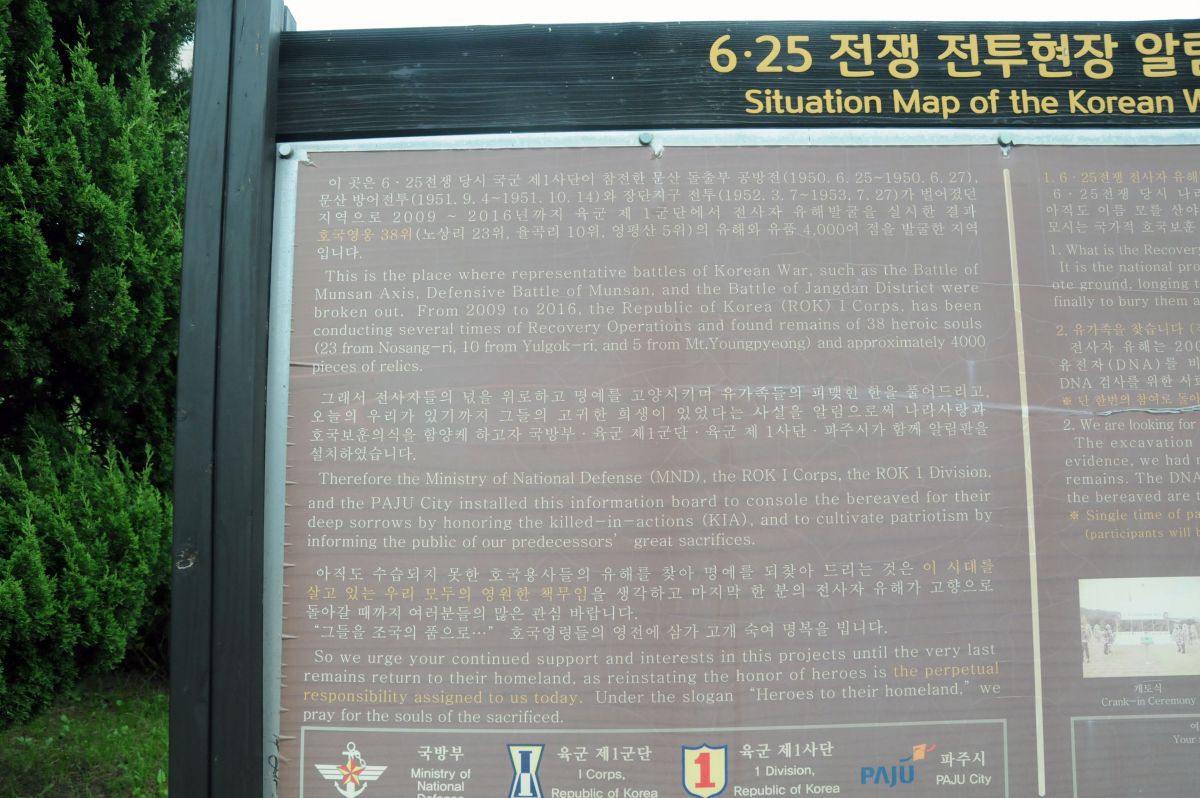 6·25 전쟁 전투현장 알림
Situation Map of the Korean W
이 곳은 6·25전쟁 당시 국군 제1사단이 참전한 문산 돌출부 공방전(1950. 6. 25~1950. 6. 27),
문산 방어전투(1951. 9. 4~1951. 10. 14)와 장단지구 전투(1952. 3. 7~1953. 7. 27)가 벌어졌던
지역으로 2009 ~ 2016년까지 육군 제 1군단에서 전사자 유해발굴을 실시한 결과
호국영웅 38위(노상리 23위, 율곡리 10위, 영평산 5위)의 유해와 유품 4,000여 점을 발굴한 지역
입니다.
This is the place where representative battles of Korean War, such as the Battle of
Munsan Axis, Defensive Battle of Munsan, and the Battle of Jangdan District were
broken out. From 2009 to 2016, the Republic of Korea (ROK) I Corps, has been
conducting several times of Recovery Operations and found remains of 38 heroic souls
(23 from Nosang-ri, 10 from Yulgok-ri, and 5 from Mt.Youngpyeong) and approximately 4000
pieces of relics.
그래서 전사자들의 넋을 위로하고 명예를 고양시키며 유가족들의 피맺힌 한을 풀어드리고,
오늘의 우리가 있기까지 그들의 고귀한 희생이 있었다는 사실을 알림으로써 나라사랑과
호국보훈의식을 함양케 하고자 국방부·육군 제1군단·육군 제 1사단·파주시가 함께 알림판을
설치하였습니다.
Therefore the Ministry of National Defense (MND), the ROK I Corps, the ROK 1 Division,
and the PAJU City installed this information board to console the bereaved for their
deep sorrows by honoring the killed-in-actions (KIA), and to cultivate patriotism by
informing the public of our predecessors' great sacrifices.
아직도 수습되지 못한 호국용사들의 유해를 찾아 명예를 되찾아 드리는 것은 이 시대를
살고 있는 우리 모두의 영원한 책무임을 생각하고 마지막 한 분의 전사자 유해가 고향으로
돌아갈 때까지 여러분들의 많은 관심 바랍니다.
"그들을 조국의 품으로…" 호국영령들의 영전에 삼가 고개 숙여 명복을 빕니다.
So we urge your continued support and interests in this projects until the very last
remains return to their homeland, as reinstating the honor of heroes is the perpetual
responsibility assigned to us today. Under the slogan "Heroes to their homeland," we
pray for the souls of the sacrificed.
국방부
Ministry of
National
Defense
육군 제1군단
I Corps,
Republic of Korea
1
육군 제1사단
1 Division,
Republic of Korea
PAJU
파주시
PAJU City
1. 6·25전쟁 전사자 유해
6·25전쟁 당시 나
아직도 이름 모를 산야
모시는 국가적 호국보훈
1. What is the Recovery
It is the national pro
ote ground, longing t
finally to bury them a
2. 유가족을 찾습니다 (
전사자 유해는 200
유전자(DNA)를 비
DNA 검사를 위한 시
※ 단 한번의 참여로 돌아
2. We are looking for
The excavation
evidence, we had m
remains. The DNA
the bereaved are
※ Single time of pa
(participants will b
개토식
Crank-in Ceremony
Your